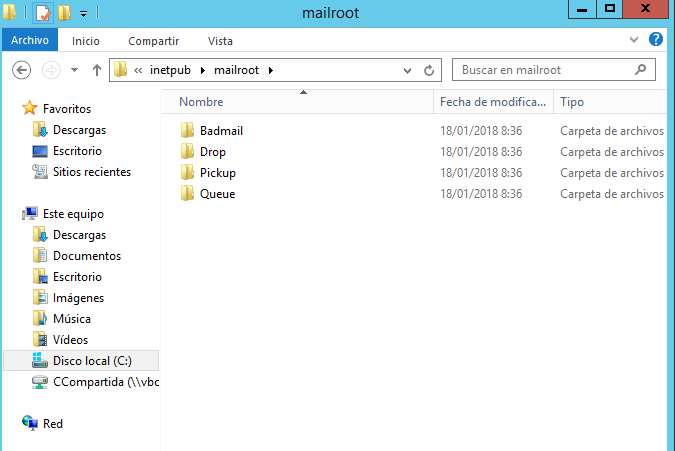 mailroot
Archivo Inicio Compartir Vista
« inetpub mailroot Buscar en mailroot
Nombre Fecha de modifica... Tipo
Favoritos
Descargas
Escritorio
Sitios recientes
Este equipo
Descargas
Documentos
Escritorio
Imágenes
Música
Vídeos
Disco local (C:)
CCompartida (\\vbc
Red
Badmail 18/01/2018 8:36 Carpeta de archivos
Drop 18/01/2018 8:36 Carpeta de archivos
Pickup 18/01/2018 8:36 Carpeta de archivos
Queue 18/01/2018 8:36 Carpeta de archivos